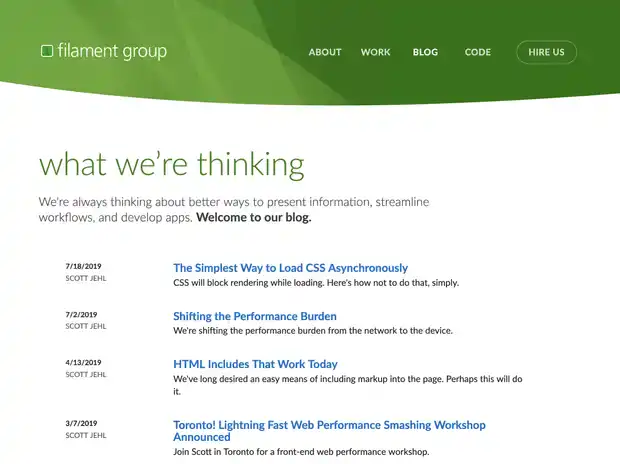 filament group
ABOUT WORK BLOG CODE HIRE US
what we're thinking
We're always thinking about better ways to present information, streamline
workflows, and develop apps. Welcome to our blog.
7/18/2019
SCOTT JEHL
The Simplest Way to Load CSS Asynchronously
CSS will block rendering while loading. Here's how not to do that, simply.
7/2/2019
SCOTT JEHL
Shifting the Performance Burden
We're shifting the performance burden from the network to the device.
4/13/2019
SCOTT JEHL
HTML Includes That Work Today
We've long desired an easy means of including markup into the page. Perhaps this will do
it.
3/7/2019
SCOTT JEHL
Toronto! Lightning Fast Web Performance Smashing Workshop
Announced
Join Scott in Toronto for a front-end web performance workshop.